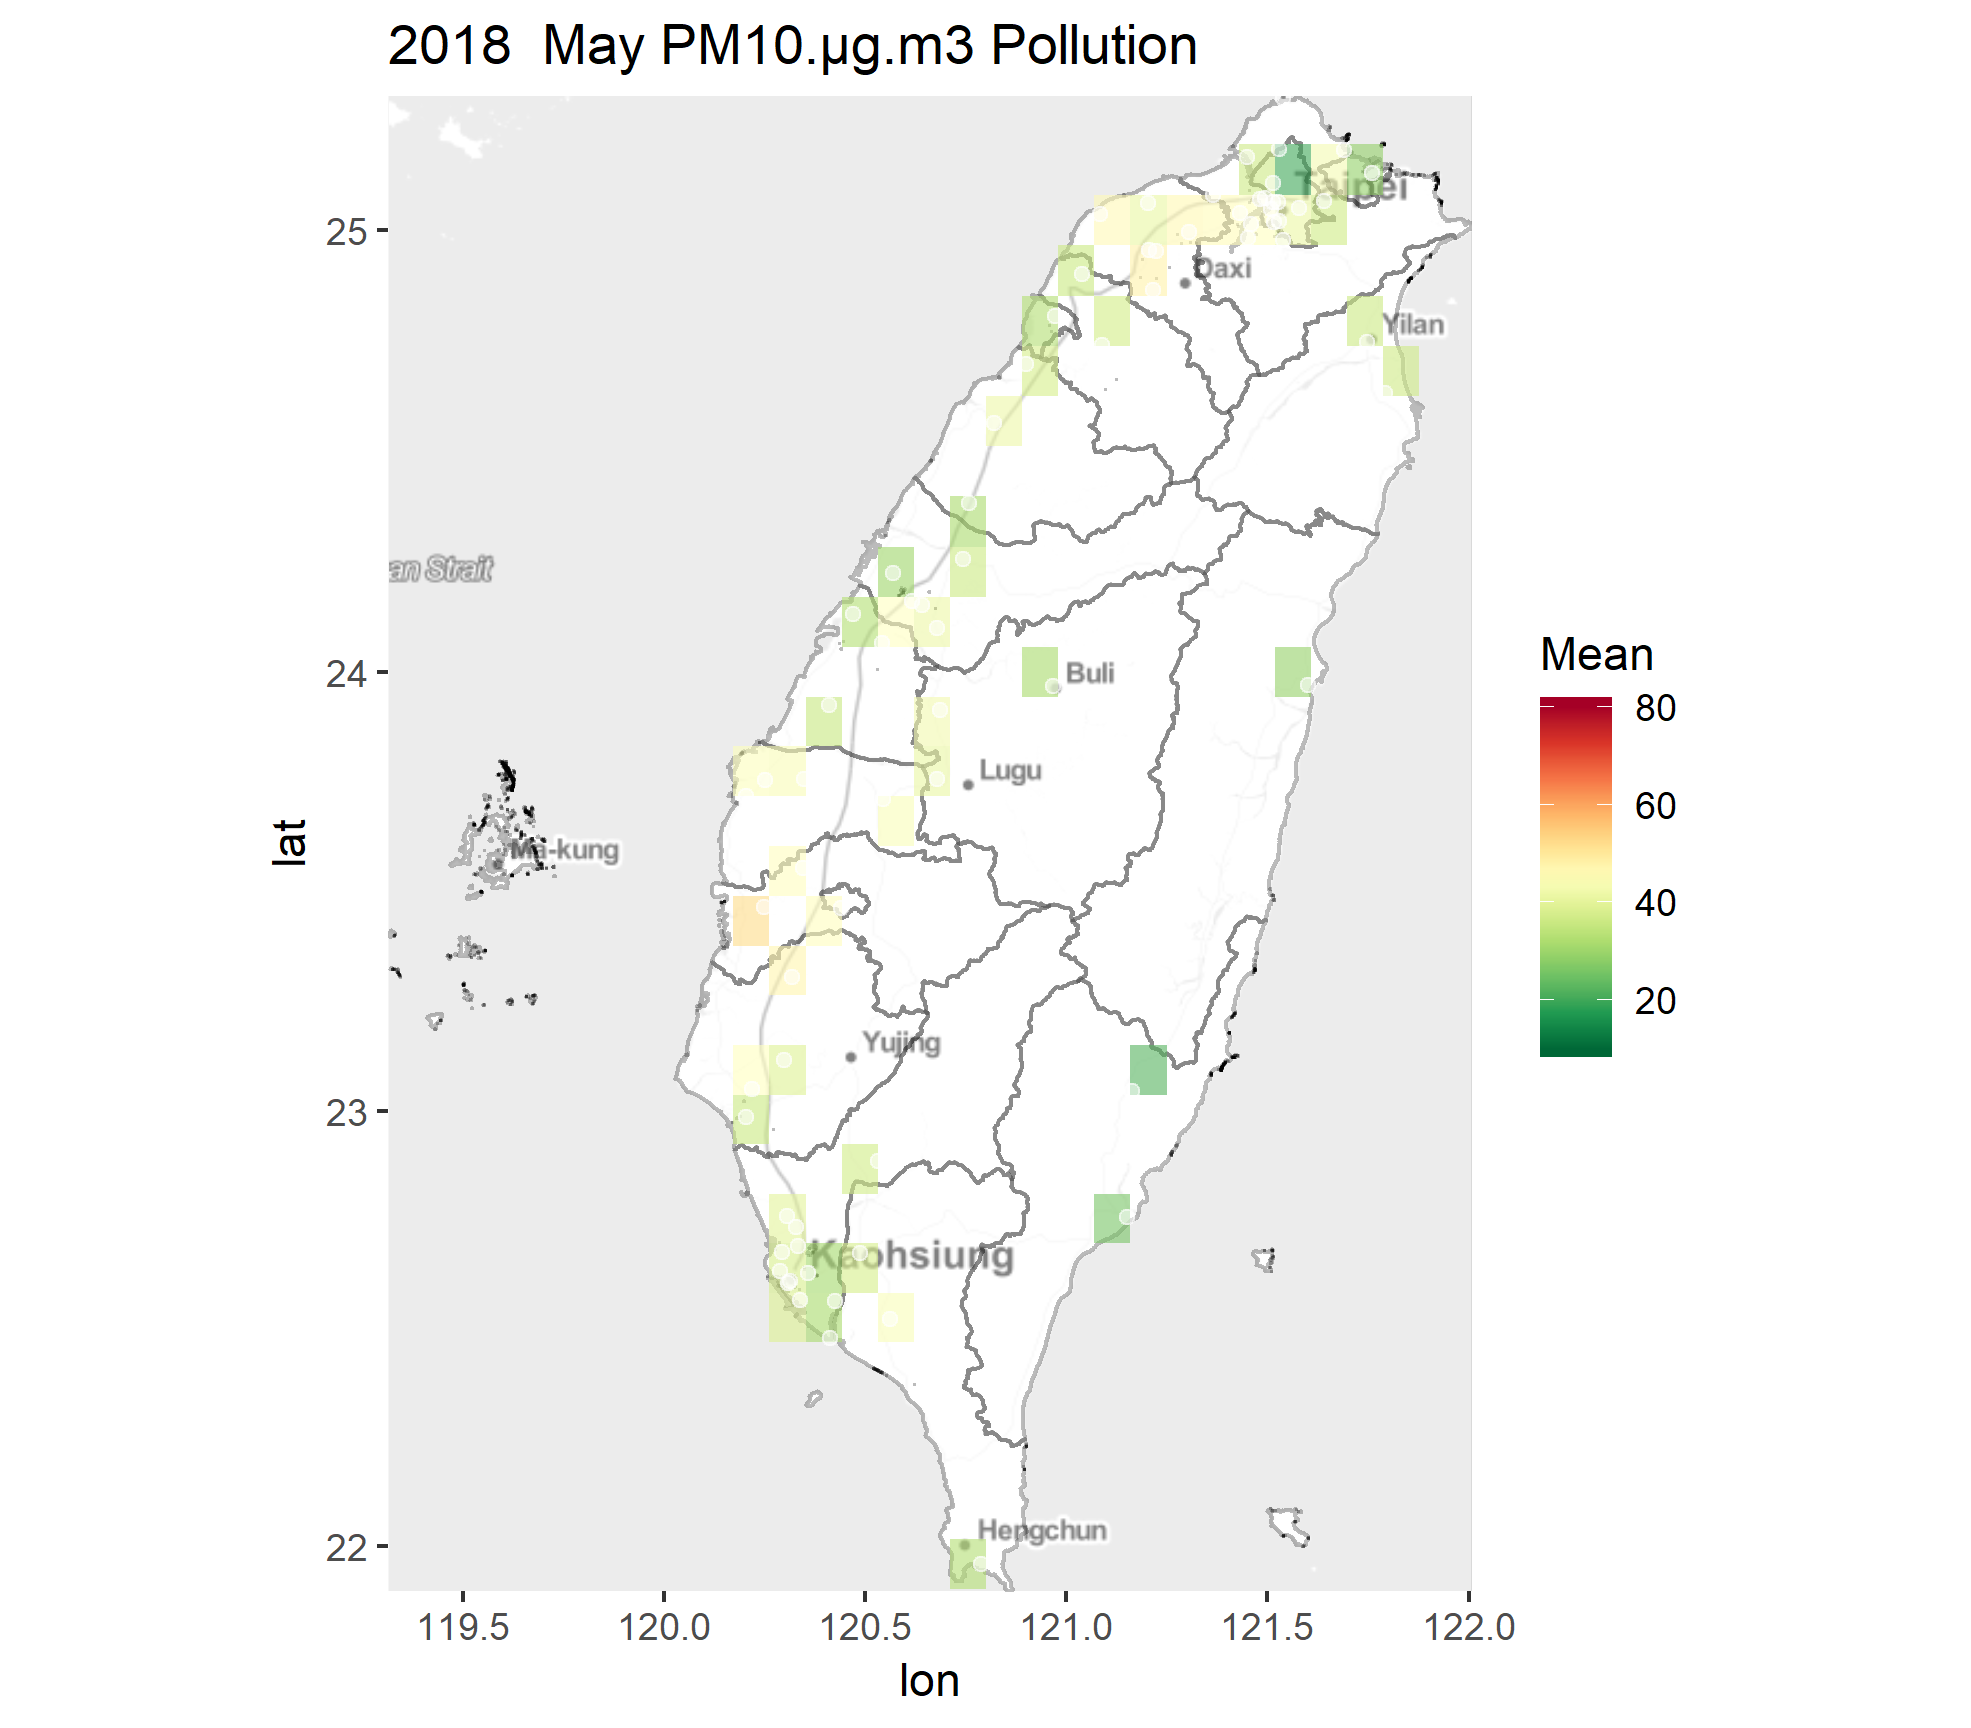 2018  May PM10.µg.m3 Pollution
25
24
23
22
lat
Taipei
Daxi
Yilan
an Strait
Buli
Lugu
Ma-kung
Yujing
Kaohsiung
Hengchun
Mean
80
60
40
20
119.5 120.0 120.5 121.0 121.5 122.0
lon